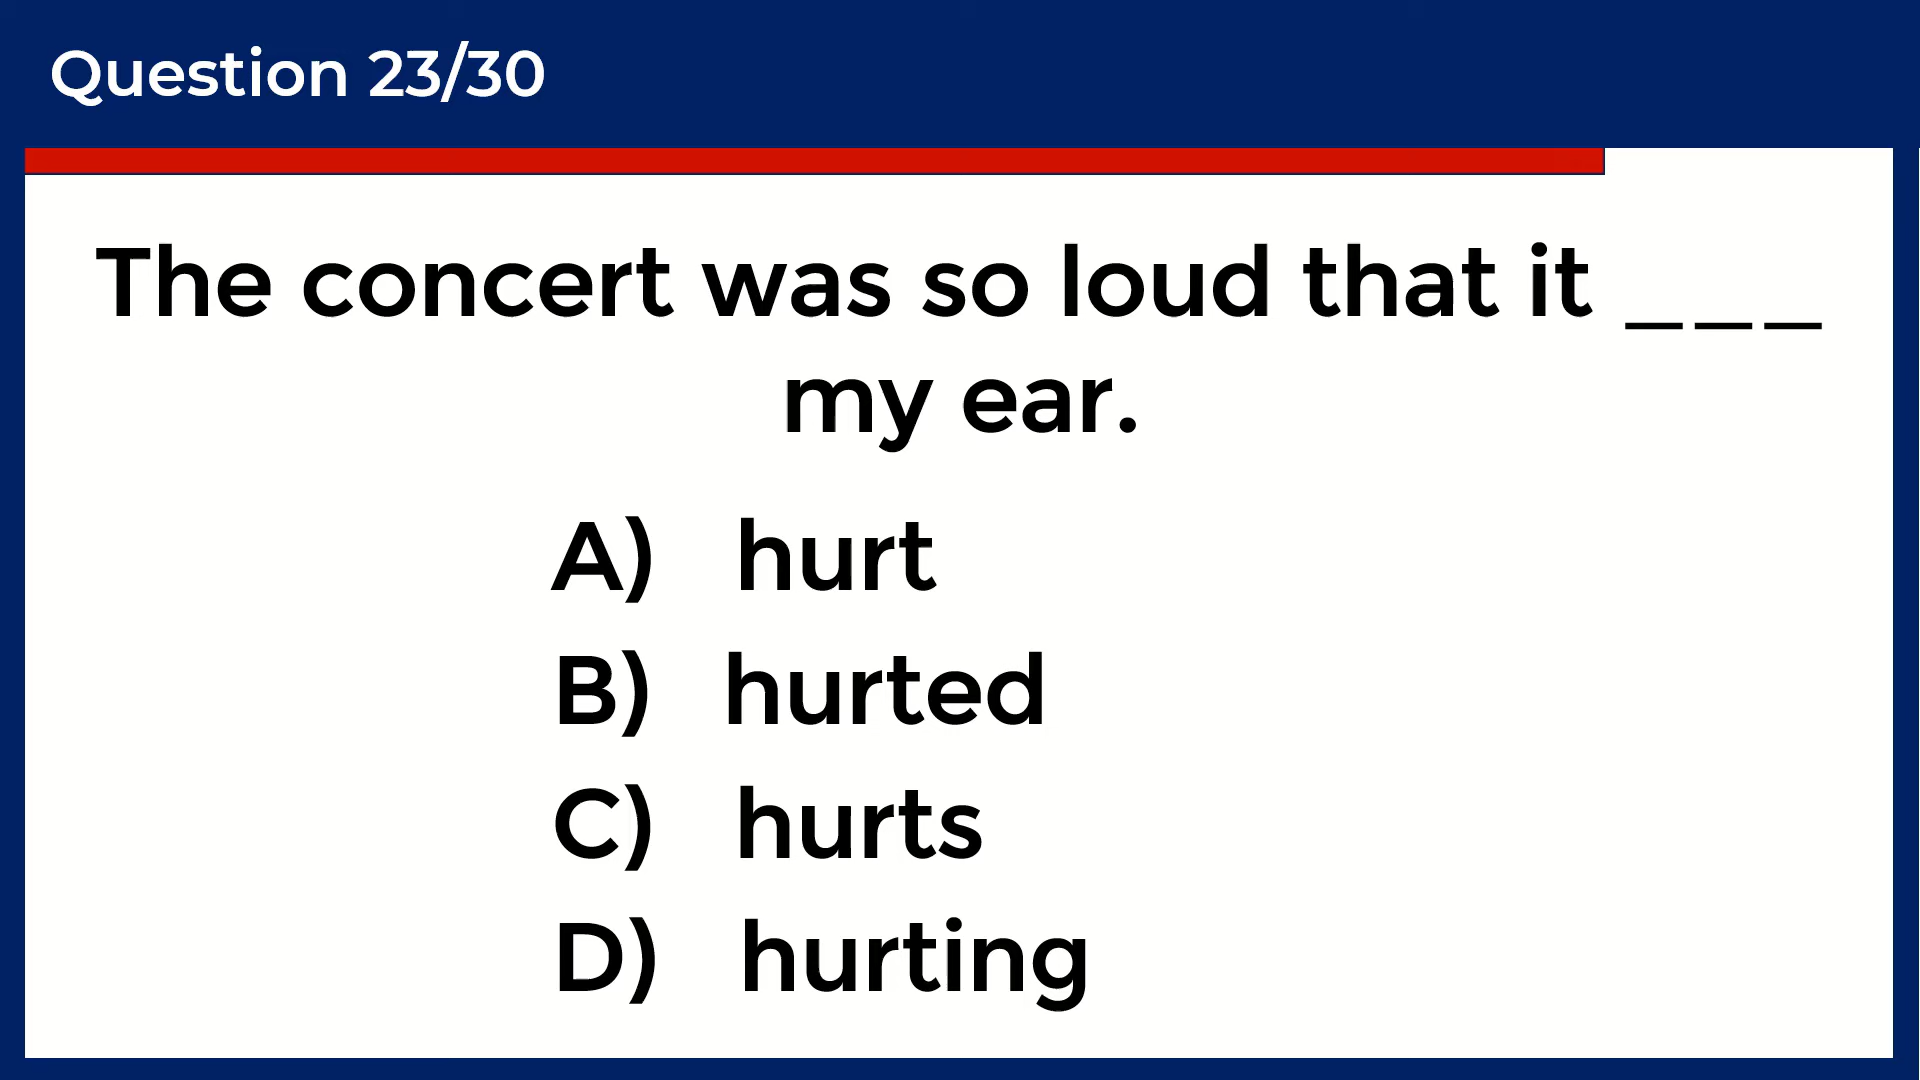 Question 23/30
The concert was so loud that it ___
my ear.
A) hurt
B) hurted
C) hurts
D) hurting